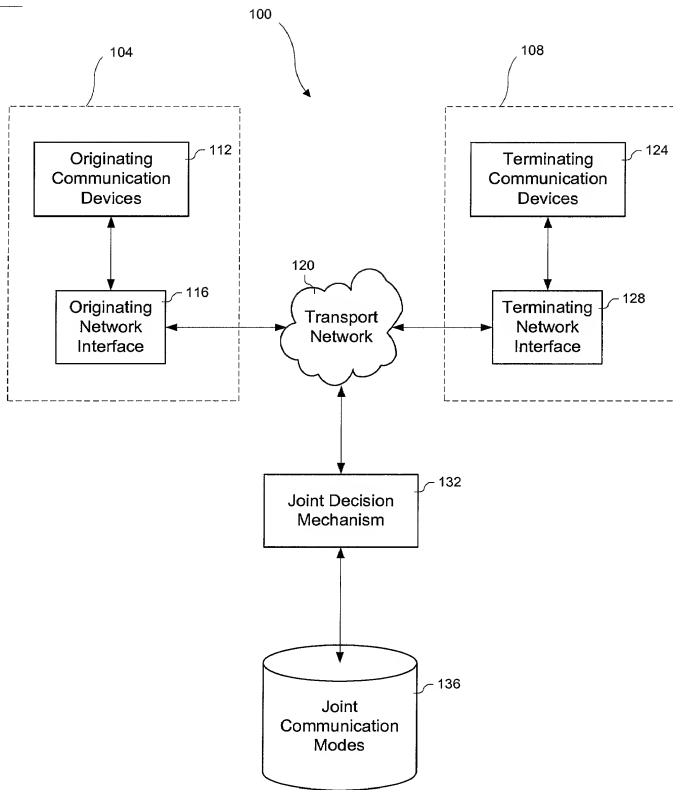 100
104
108
Originating
Communication
Devices
112
Terminating
Communication
Devices
124
Originating
Network
Interface
116
120
Transport
Network
Terminating
Network
Interface
128
Joint Decision
Mechanism
132
Joint
Communication
Modes
136